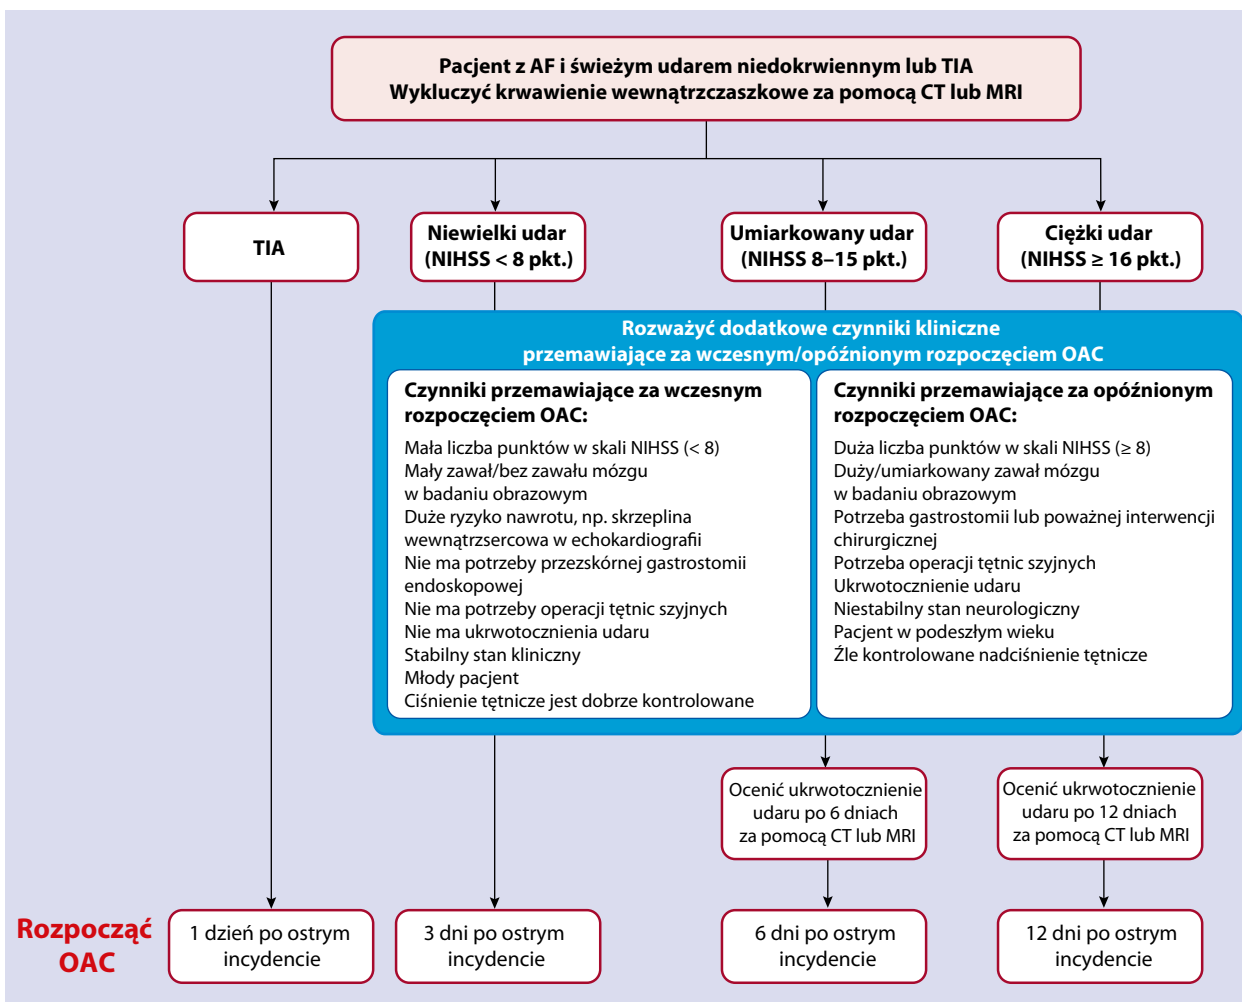 Pacjent z AF i świeżym udarem niedokrwiennym lub TIA
Wykluczyć krwawienie wewnątrzczaszkowe za pomocą CT lub MRI
TIA
Niewielki udar
(NIHSS < 8 pkt.)
Umiarkowany udar
(NIHSS 8–15 pkt.)
Ciężki udar
(NIHSS ≥ 16 pkt.)
Rozważyć dodatkowe czynniki kliniczne
przemawiające za wczesnym/opóźnionym rozpoczęciem OAC
Czynniki przemawiające za wczesnym
rozpoczęciem OAC:
Mała liczba punktów w skali NIHSS (< 8)
Mały zawał/bez zawału mózgu
w badaniu obrazowym
Duże ryzyko nawrotu, np. skrzeplina
wewnątrzsercowa w echokardiografii
Nie ma potrzeby przezskórnej gastrostomii
endoskopowej
Nie ma potrzeby operacji tętnic szyjnych
Nie ma ukrwotocznienia udaru
Stabilny stan kliniczny
Młody pacjent
Ciśnienie tętnicze jest dobrze kontrolowane
Czynniki przemawiające za opóźnionym
rozpoczęciem OAC:
Duża liczba punktów w skali NIHSS (≥ 8)
Duży/umiarkowany zawał mózgu
w badaniu obrazowym
Potrzeba gastrostomii lub poważnej interwencji
chirurgicznej
Potrzeba operacji tętnic szyjnych
Ukrwotocznienie udaru
Niestabilny stan neurologiczny
Pacjent w podeszłym wieku
Źle kontrolowane nadciśnienie tętnicze
Ocenić ukrwotocznienie
udaru po 6 dniach
za pomocą CT lub MRI
Ocenić ukrwotocznienie
udaru po 12 dniach
za pomocą CT lub MRI
Rozpocząć
OAC
1 dzień po ostrym
incydencie
3 dni po ostrym
incydencie
6 dni po ostrym
incydencie
12 dni po ostrym
incydencie